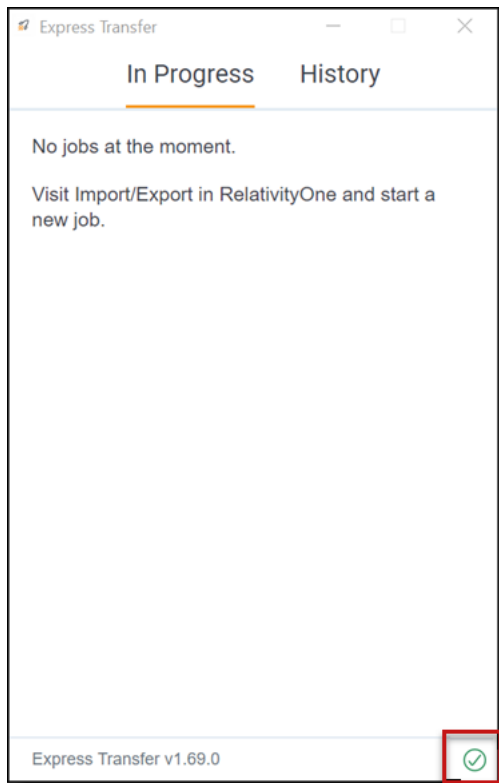 Express Transfer
In Progress History
No jobs at the moment.
Visit Import/Export in RelativityOne and start a
new job.
Express Transfer v1.69.0